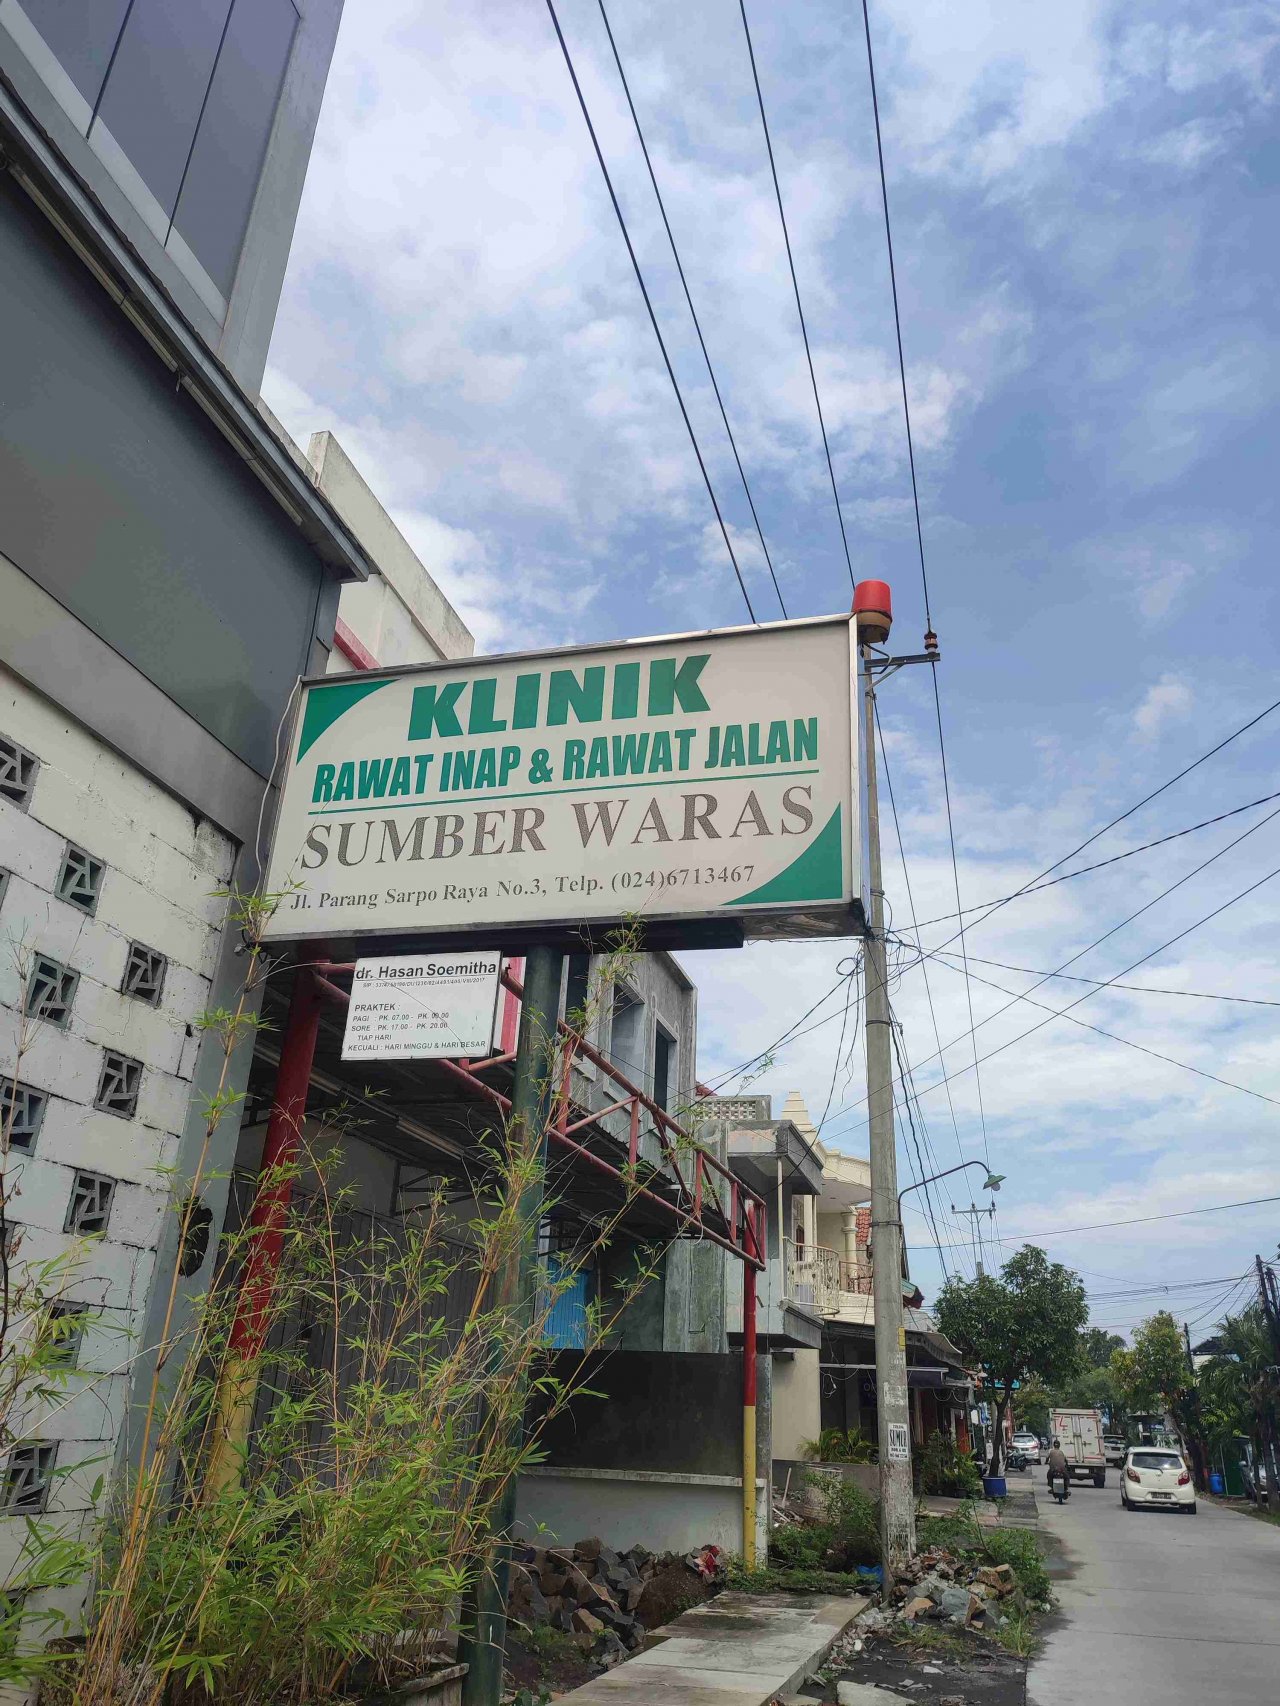 KLINIK
RAWAT INAP & RAWAT JALAN
SUMBER WARAS
Jl. Parang Sarpo Raya No.3, Telp. (024)6713467
dr. Hasan Soemitha
PRAKTEK :
PAGI : PK. 07.00 - PK. 09.00
SORE : PK. 17.00 - PK. 20.00
TIAP HARI
KECUALI : HARI MINGGU & HARI BESAR